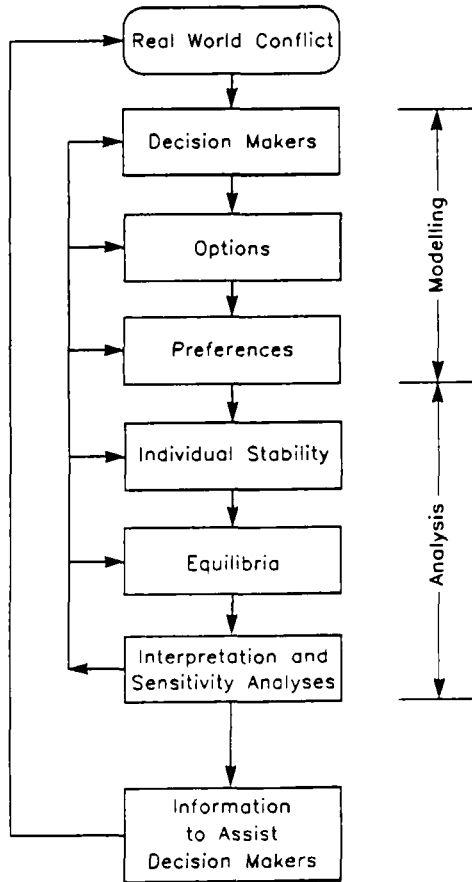 Real World Conflict
Decision Makers
Options
Preferences
Individual Stability
Equilibria
Interpretation and
Sensitivity Analyses
Information
to Assist
Decision Makers
Modelling
Analysis